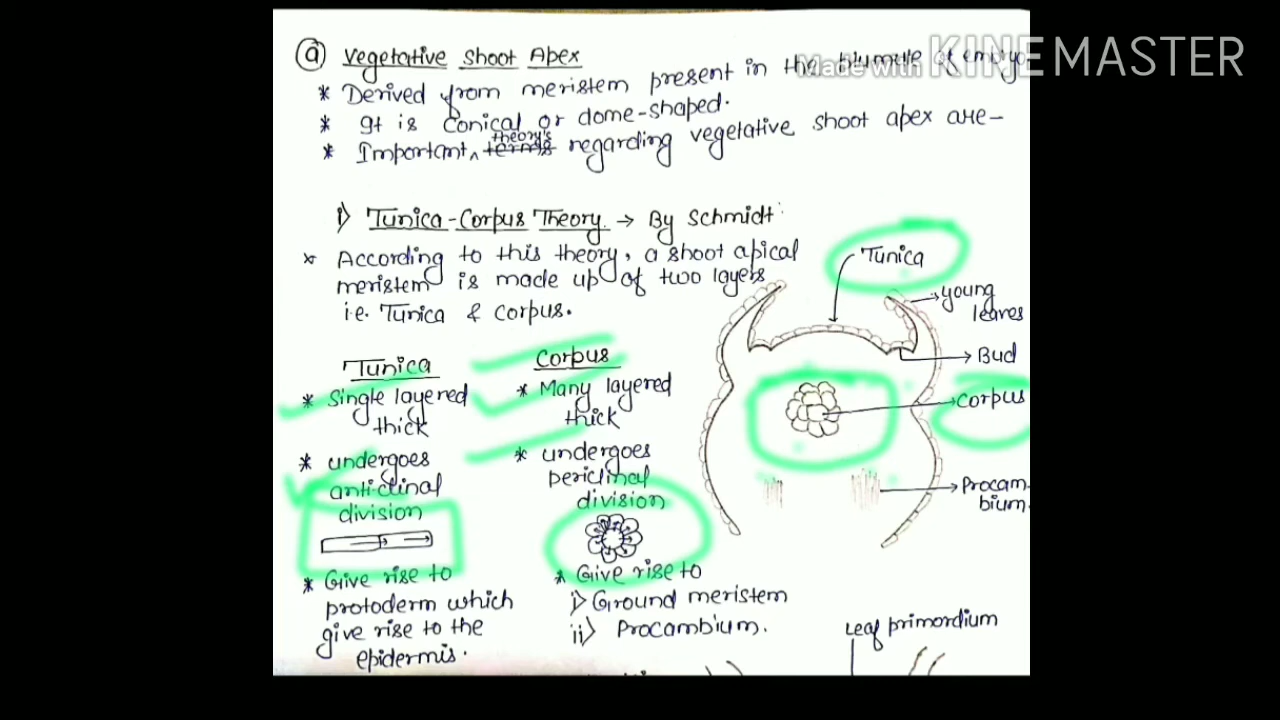 Made with KINEMASTER
ⓐ Vegetative Shoot Apex
* Derived from meristem present in the plumule of embryo
* It is conical or dome-shaped.
theory's
* Important ^ terms regarding vegetative shoot apex are-
i) Tunica-Corpus Theory → By Schmidt
* According to this theory, a shoot apical
meristem is made up of two layers
i.e. Tunica & corpus.
Tunica
* Single layered
thick
* undergoes
anticlinal
division
* Give rise to
protoderm which
give rise to the
epidermis.
Corpus
* Many layered
thick
* undergoes
periclinal
division
* Give rise to
i) Ground meristem
ii) Procambium.
Tunica
young
leaves
Bud
Corpus
Procam-
bium.
Leaf primordium